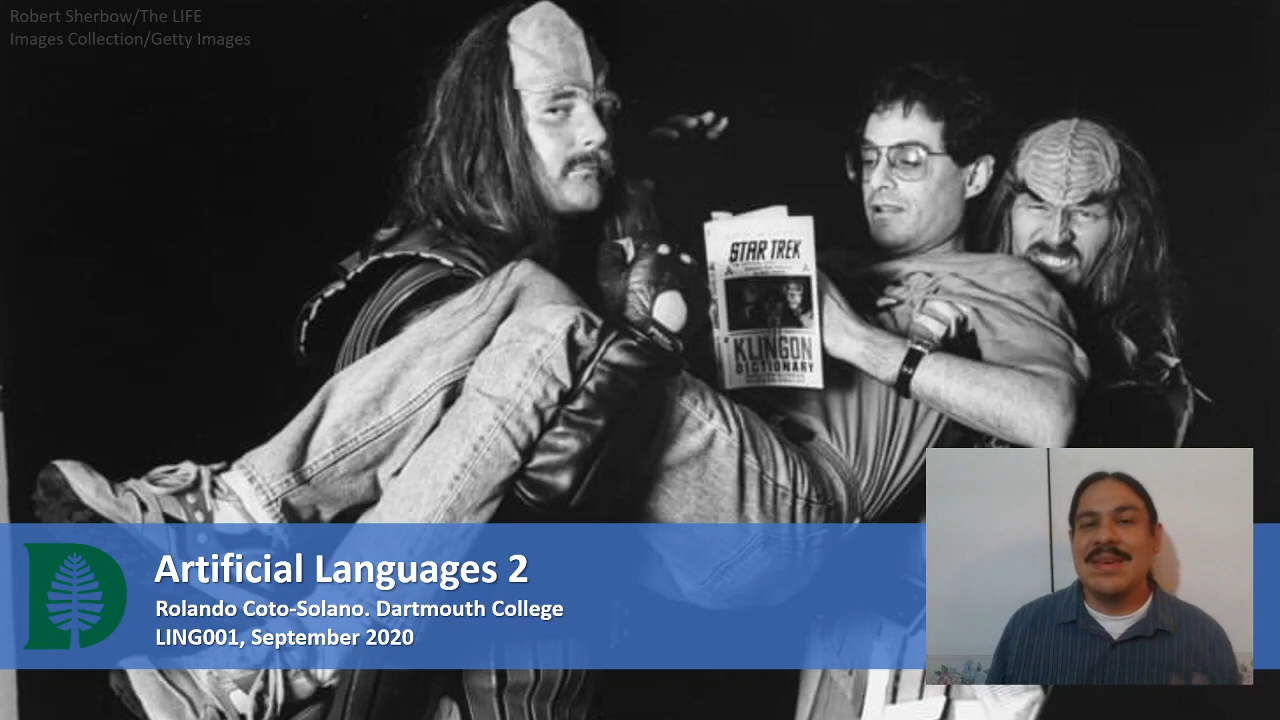 Robert Sherbow/The LIFE
Images Collection/Getty Images
STAR TREK
KLINGON
DICTIONARY
Artificial Languages 2
Rolando Coto-Solano. Dartmouth College
LING001, September 2020